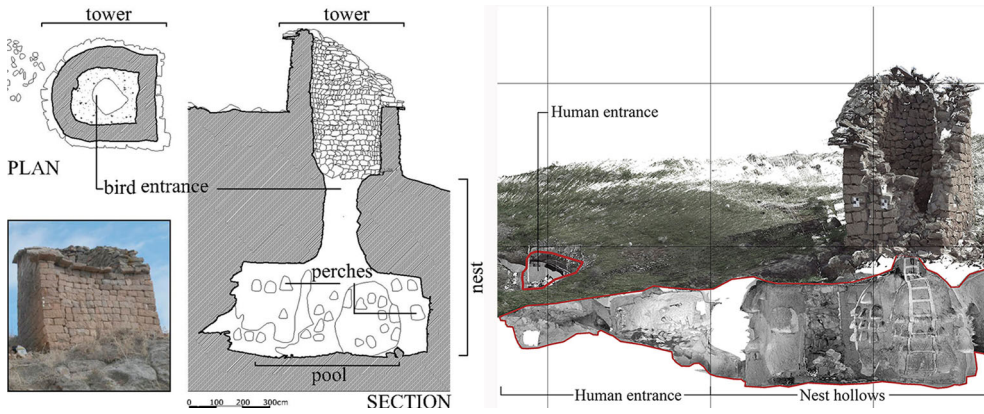 tower
tower
PLAN
bird entrance
perches
nest
pool
0 50 100 200 300cm
SECTION
Human entrance
Human entrance
Nest hollows